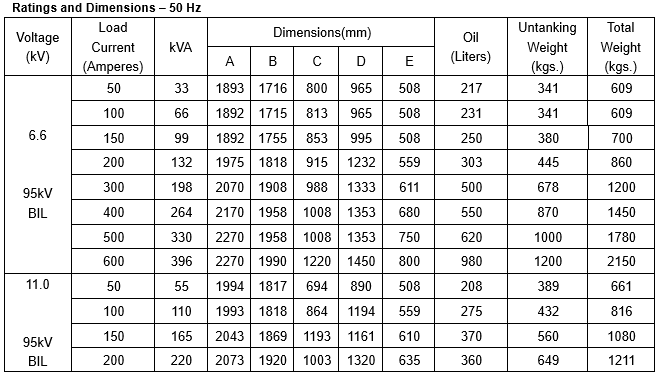 Ratings and Dimensions – 50 Hz
Voltage (kV) Load Current (Amperes) kVA Dimensions(mm) Oil (Liters) Untanking Weight (kgs.) Total Weight (kgs.)
A B C D E
6.6
95kV
BIL
50 33 1893 1716 800 965 508 217 341 609
100 66 1892 1715 813 965 508 231 341 609
150 99 1892 1755 853 995 508 250 380 700
200 132 1975 1818 915 1232 559 303 445 860
300 198 2070 1908 988 1333 611 500 678 1200
400 264 2170 1958 1008 1353 680 550 870 1450
500 330 2270 1958 1008 1353 750 620 1000 1780
600 396 2270 1990 1220 1450 800 980 1200 2150
11.0
95kV
BIL
50 55 1994 1817 694 890 508 208 389 661
100 110 1993 1818 864 1194 559 275 432 816
150 165 2043 1869 1193 1161 610 370 560 1080
200 220 2073 1920 1003 1320 635 360 649 1211